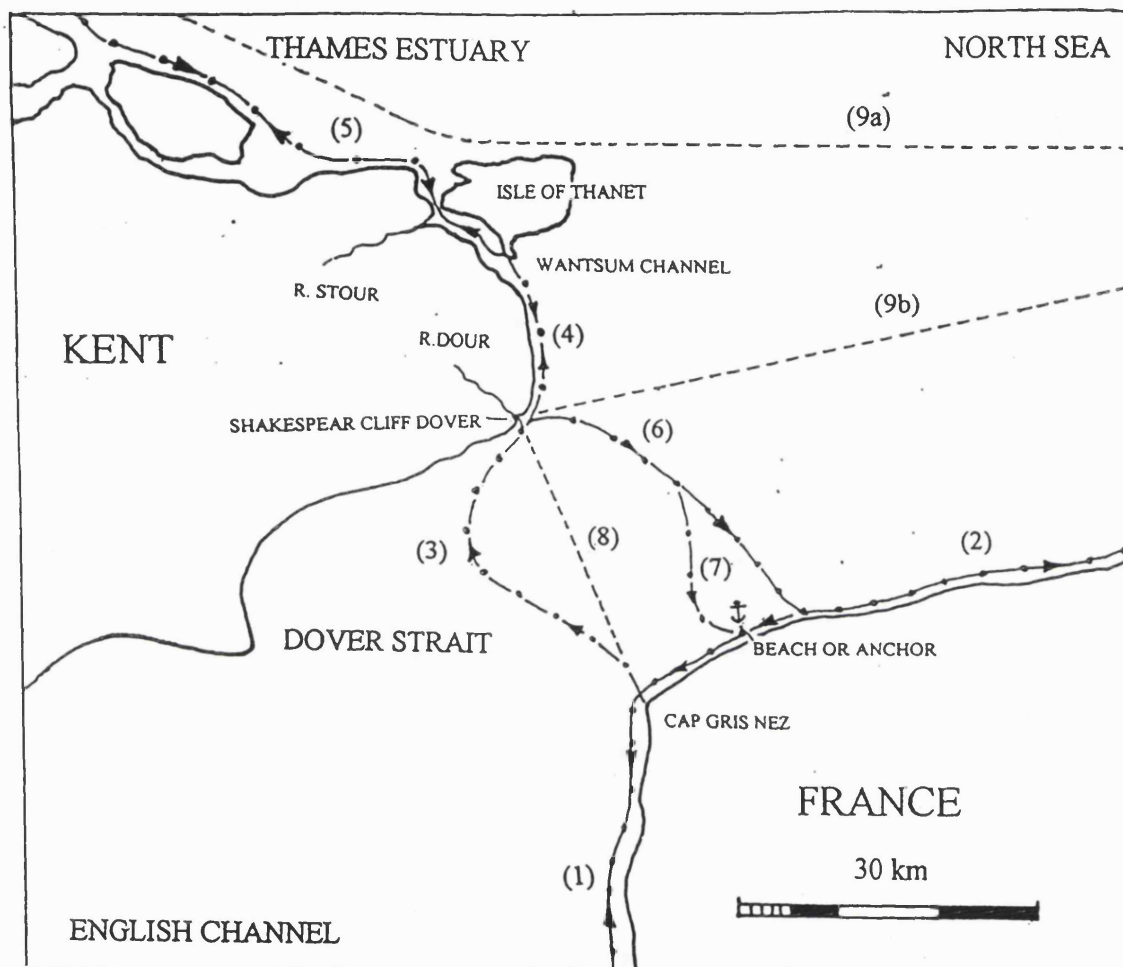 THAMES ESTUARY
NORTH SEA
(9a)
(5)
ISLE OF THANET
WANTSUM CHANNEL
R. STOUR
(9b)
KENT
R.DOUR
(4)
SHAKESPEAR CLIFF DOVER
(6)
(3)
(8)
(7)
(2)
DOVER STRAIT
BEACH OR ANCHOR
CAP GRIS NEZ
FRANCE
(1)
30 km
ENGLISH CHANNEL